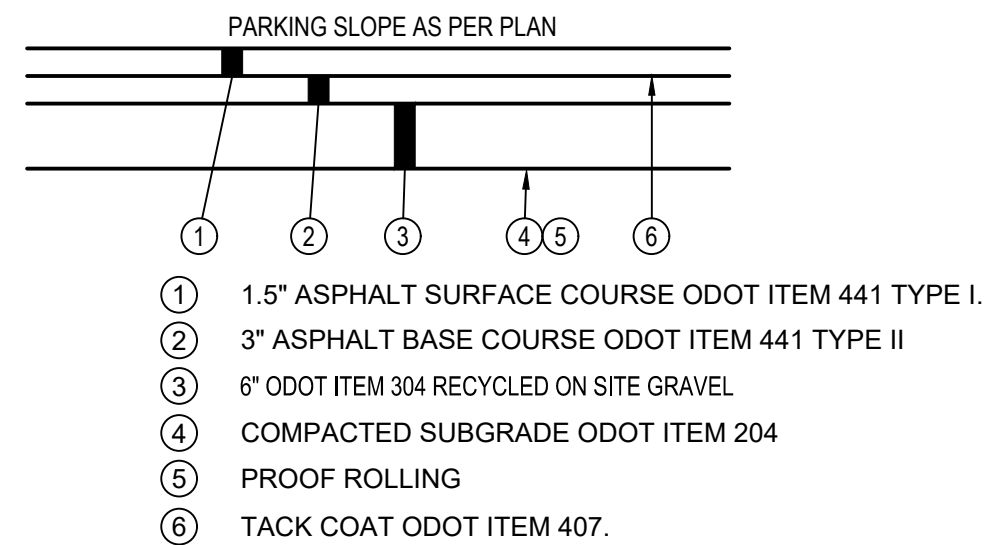 PARKING SLOPE AS PER PLAN
1 2 3 4 5 6
1 1.5" ASPHALT SURFACE COURSE ODOT ITEM 441 TYPE I.
2 3" ASPHALT BASE COURSE ODOT ITEM 441 TYPE II
3 6" ODOT ITEM 304 RECYCLED ON SITE GRAVEL
4 COMPACTED SUBGRADE ODOT ITEM 204
5 PROOF ROLLING
6 TACK COAT ODOT ITEM 407.